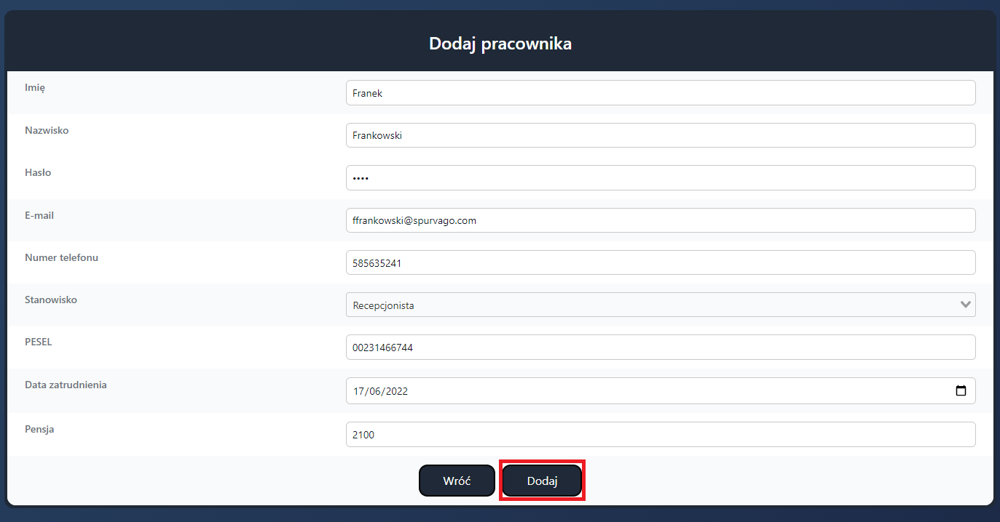 Dodaj pracownika
Imię
Franek
Nazwisko
Frankowski
Hasło
••••
E-mail
ffrankowski@spurvago.com
Numer telefonu
585635241
Stanowisko
Recepcjonista
PESEL
00231466744
Data zatrudnienia
17/06/2022
Pensja
2100
Wróć
Dodaj